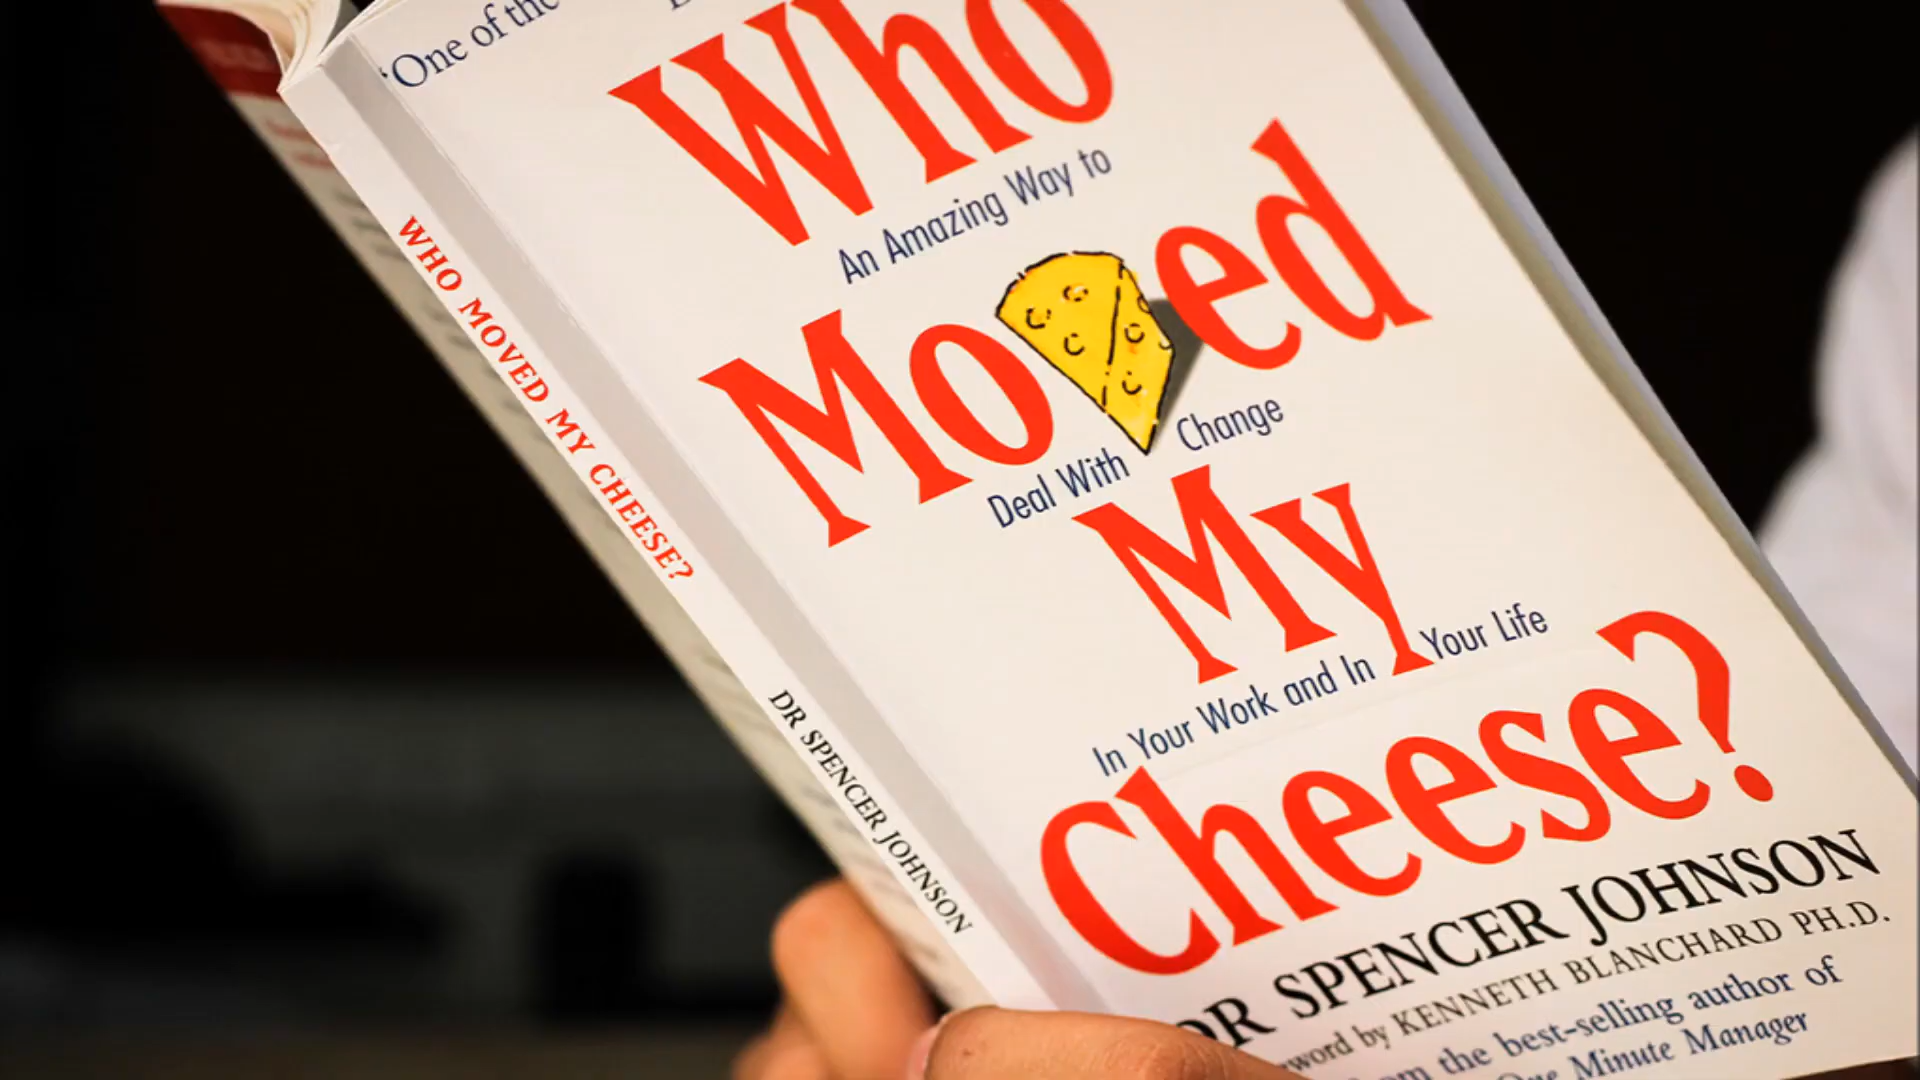 'One of the
Who
An Amazing Way to
Moved
Deal With Change
My
In Your Work and In Your Life
Cheese?
DR SPENCER JOHNSON
KENNETH BLANCHARD PH.D.
the best-selling author of
One Minute Manager
WHO MOVED MY CHEESE?
DR SPENCER JOHNSON